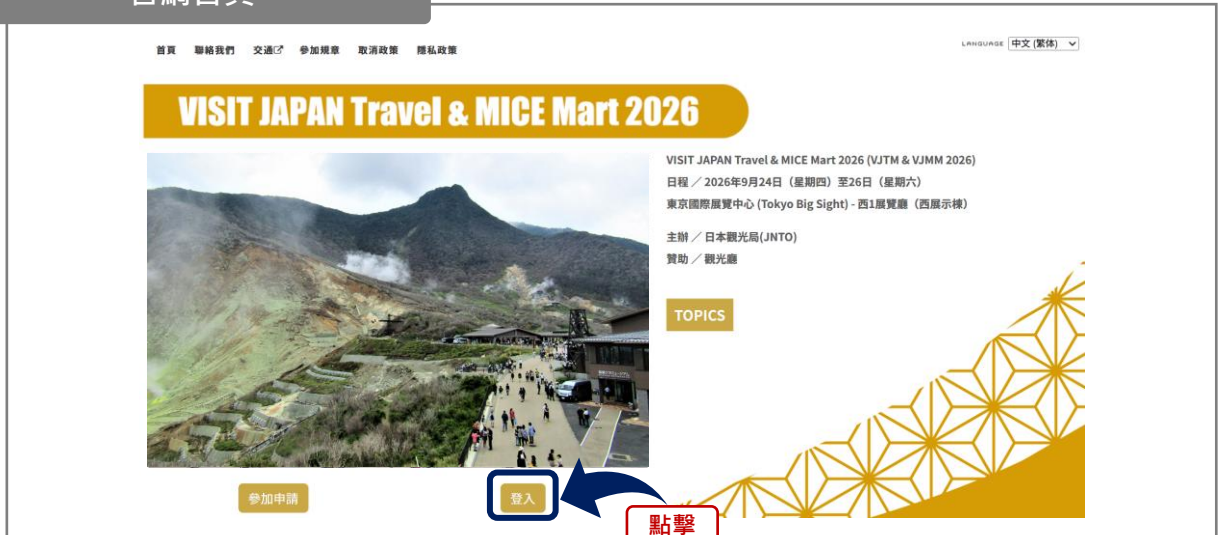 首頁 聯絡我們 交通 參加規章 取消政策 隱私政策
LANGUAGE 中文 (繁体)
VISIT JAPAN Travel & MICE Mart 2026
VISIT JAPAN Travel & MICE Mart 2026 (VJTM & VJMM 2026)
日程／2026年9月24日（星期四）至26日（星期六）
東京國際展覽中心 (Tokyo Big Sight) - 西1展覽廳（西展示棟）
主辦／日本觀光局(JNTO)
贊助／觀光廳
TOPICS
參加申請
登入
點擊